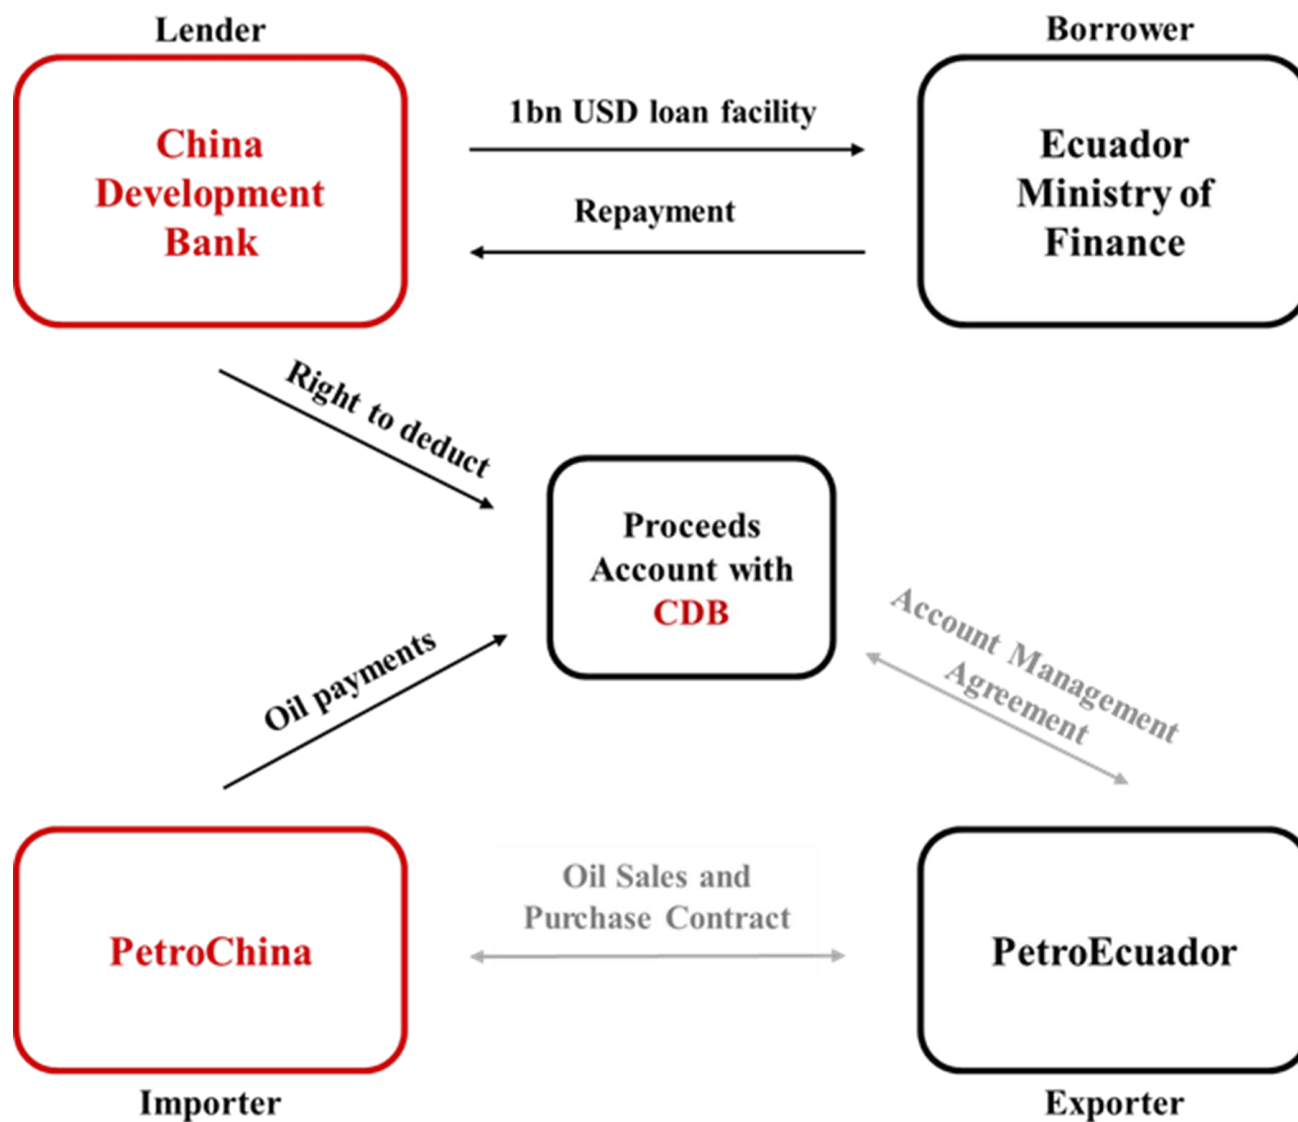 Lender
Borrower
China
Development
Bank
1bn USD loan facility
Repayment
Ecuador
Ministry of
Finance
Right to deduct
Proceeds
Account with
CDB
Account Management
Agreement
Oil payments
Oil Sales and
Purchase Contract
PetroChina
PetroEcuador
Importer
Exporter